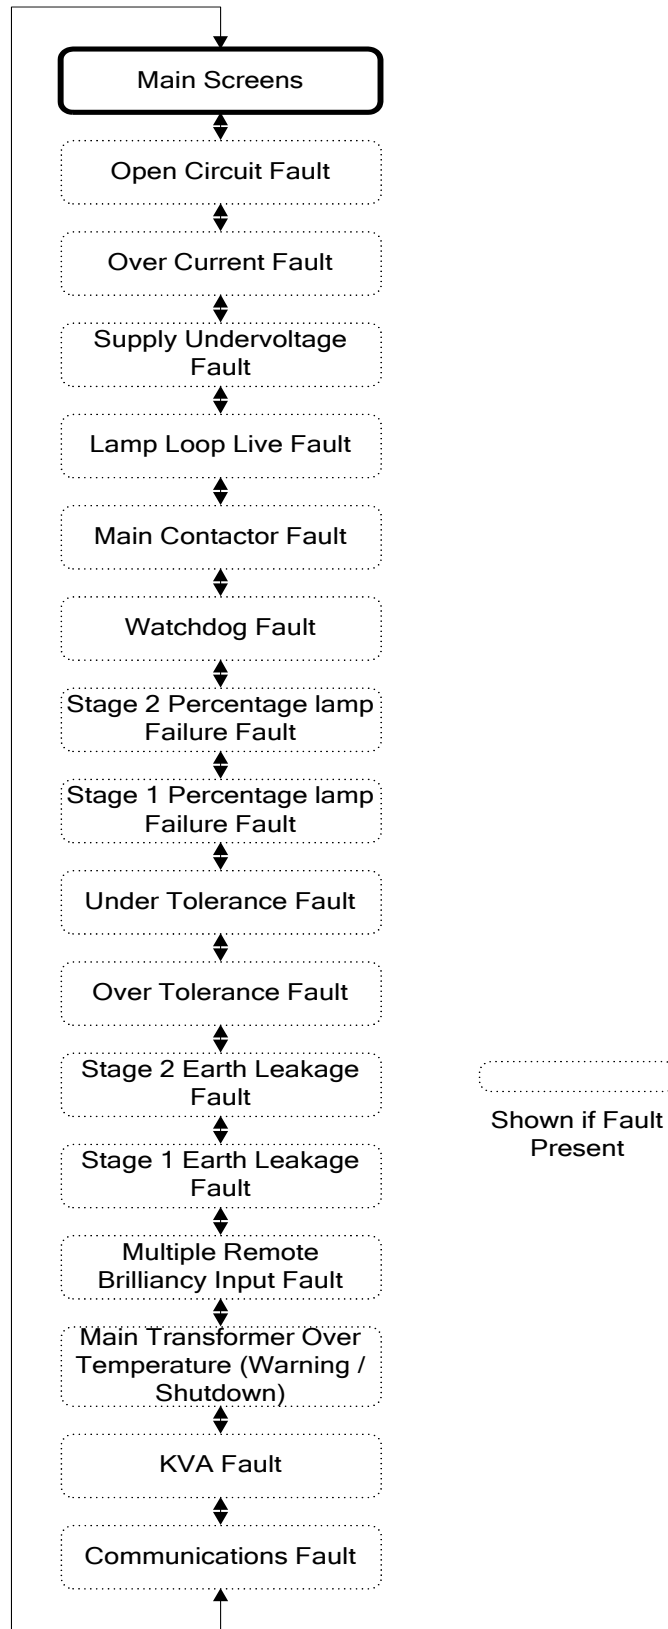 Main Screens
Open Circuit Fault
Over Current Fault
Supply Undervoltage
Fault
Lamp Loop Live Fault
Main Contactor Fault
Watchdog Fault
Stage 2 Percentage lamp
Failure Fault
Stage 1 Percentage lamp
Failure Fault
Under Tolerance Fault
Over Tolerance Fault
Stage 2 Earth Leakage
Fault
Stage 1 Earth Leakage
Fault
Multiple Remote
Brilliancy Input Fault
Main Transformer Over
Temperature (Warning /
Shutdown)
KVA Fault
Communications Fault
Shown if Fault
Present